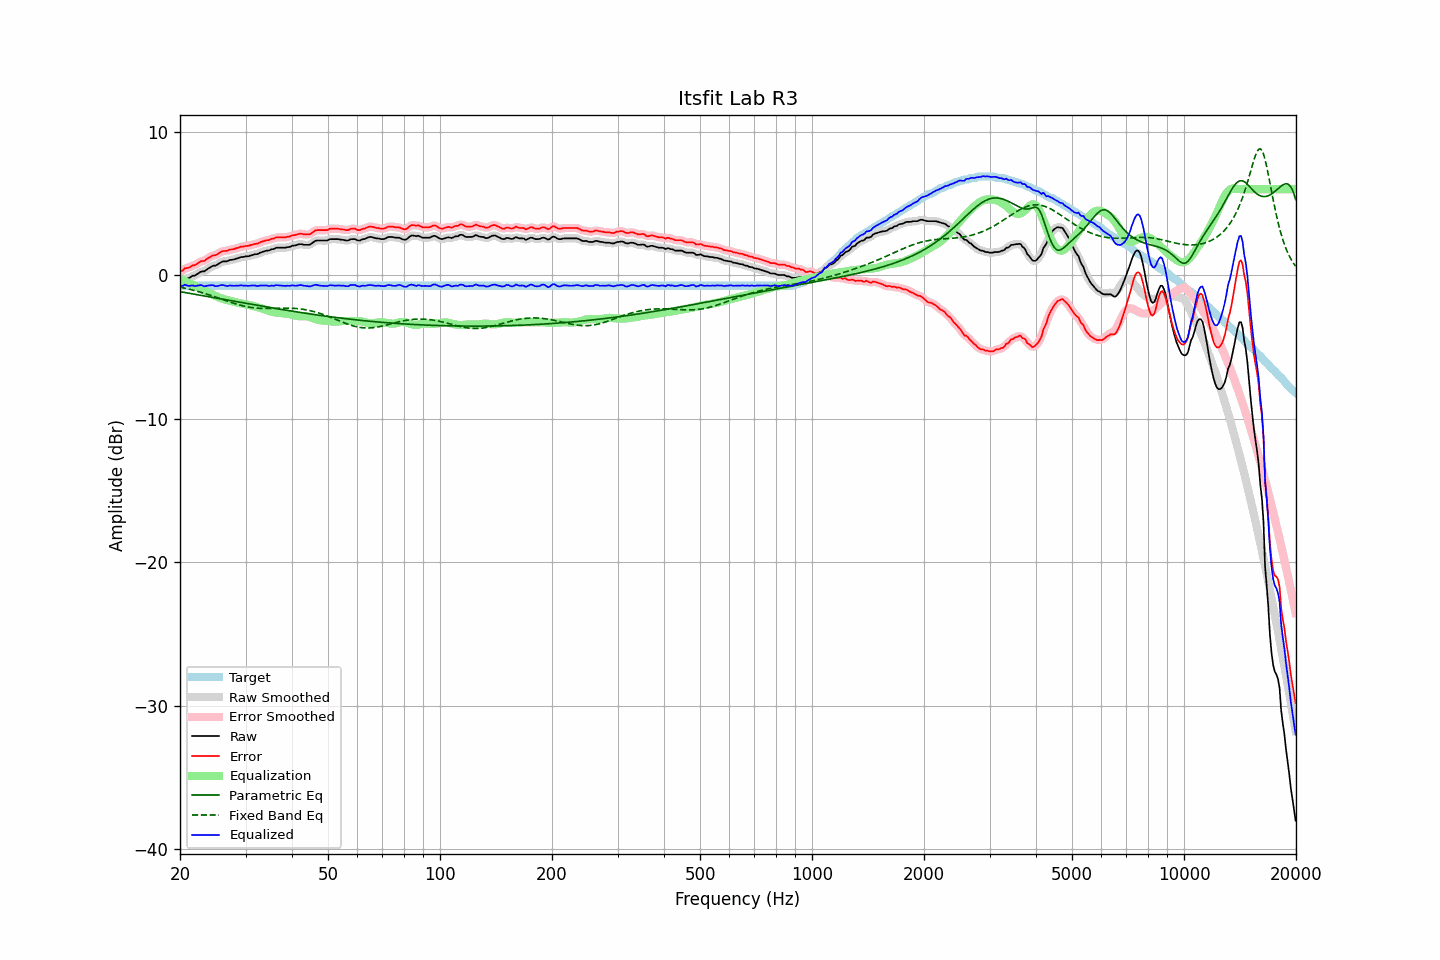 Itsfit Lab R3
10
0
−10
−20
−30
−40
Amplitude (dBr)
Target
Raw Smoothed
Error Smoothed
Raw
Error
Equalization
Parametric Eq
Fixed Band Eq
Equalized
20
50
100
200
500
1000
2000
5000
10000
20000
Frequency (Hz)